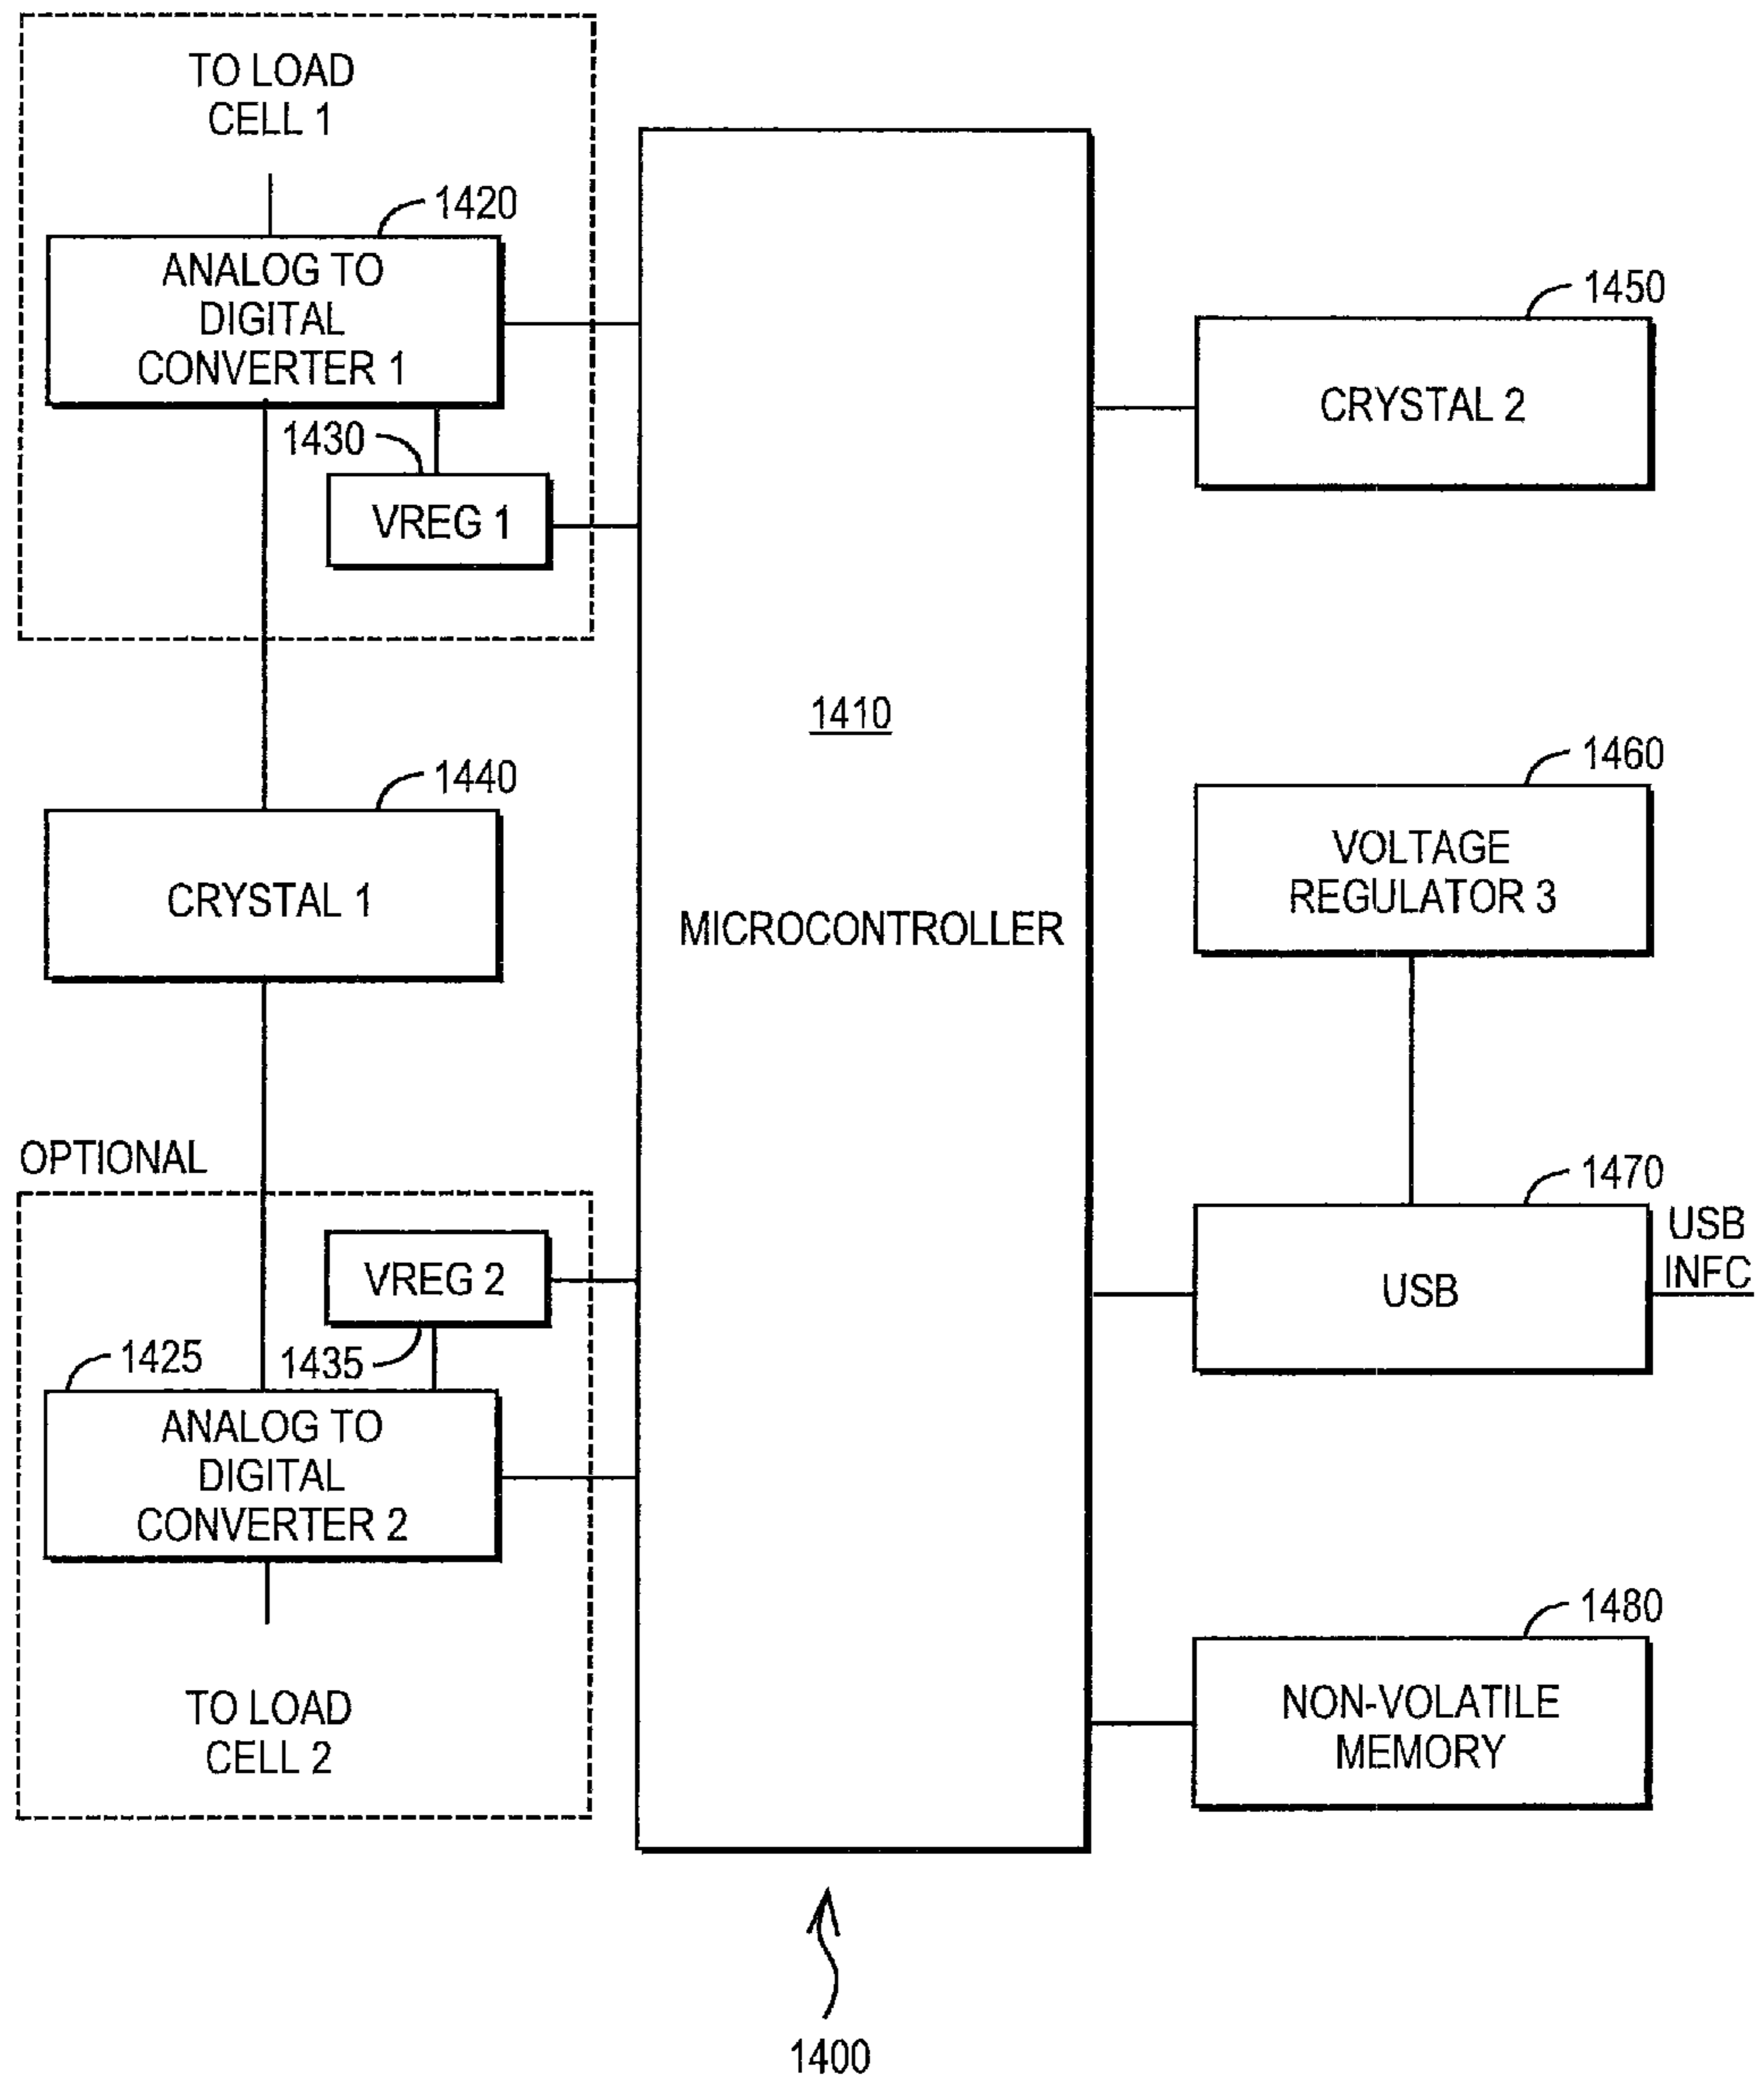 TO LOAD
CELL 1
1420
ANALOG TO
DIGITAL
CONVERTER 1
1430
VREG 1
1440
CRYSTAL 1
OPTIONAL
VREG 2
1435
1425
ANALOG TO
DIGITAL
CONVERTER 2
TO LOAD
CELL 2
1410
MICROCONTROLLER
1450
CRYSTAL 2
1460
VOLTAGE
REGULATOR 3
1470
USB
USB
INFC
1480
NON-VOLATILE
MEMORY
1400